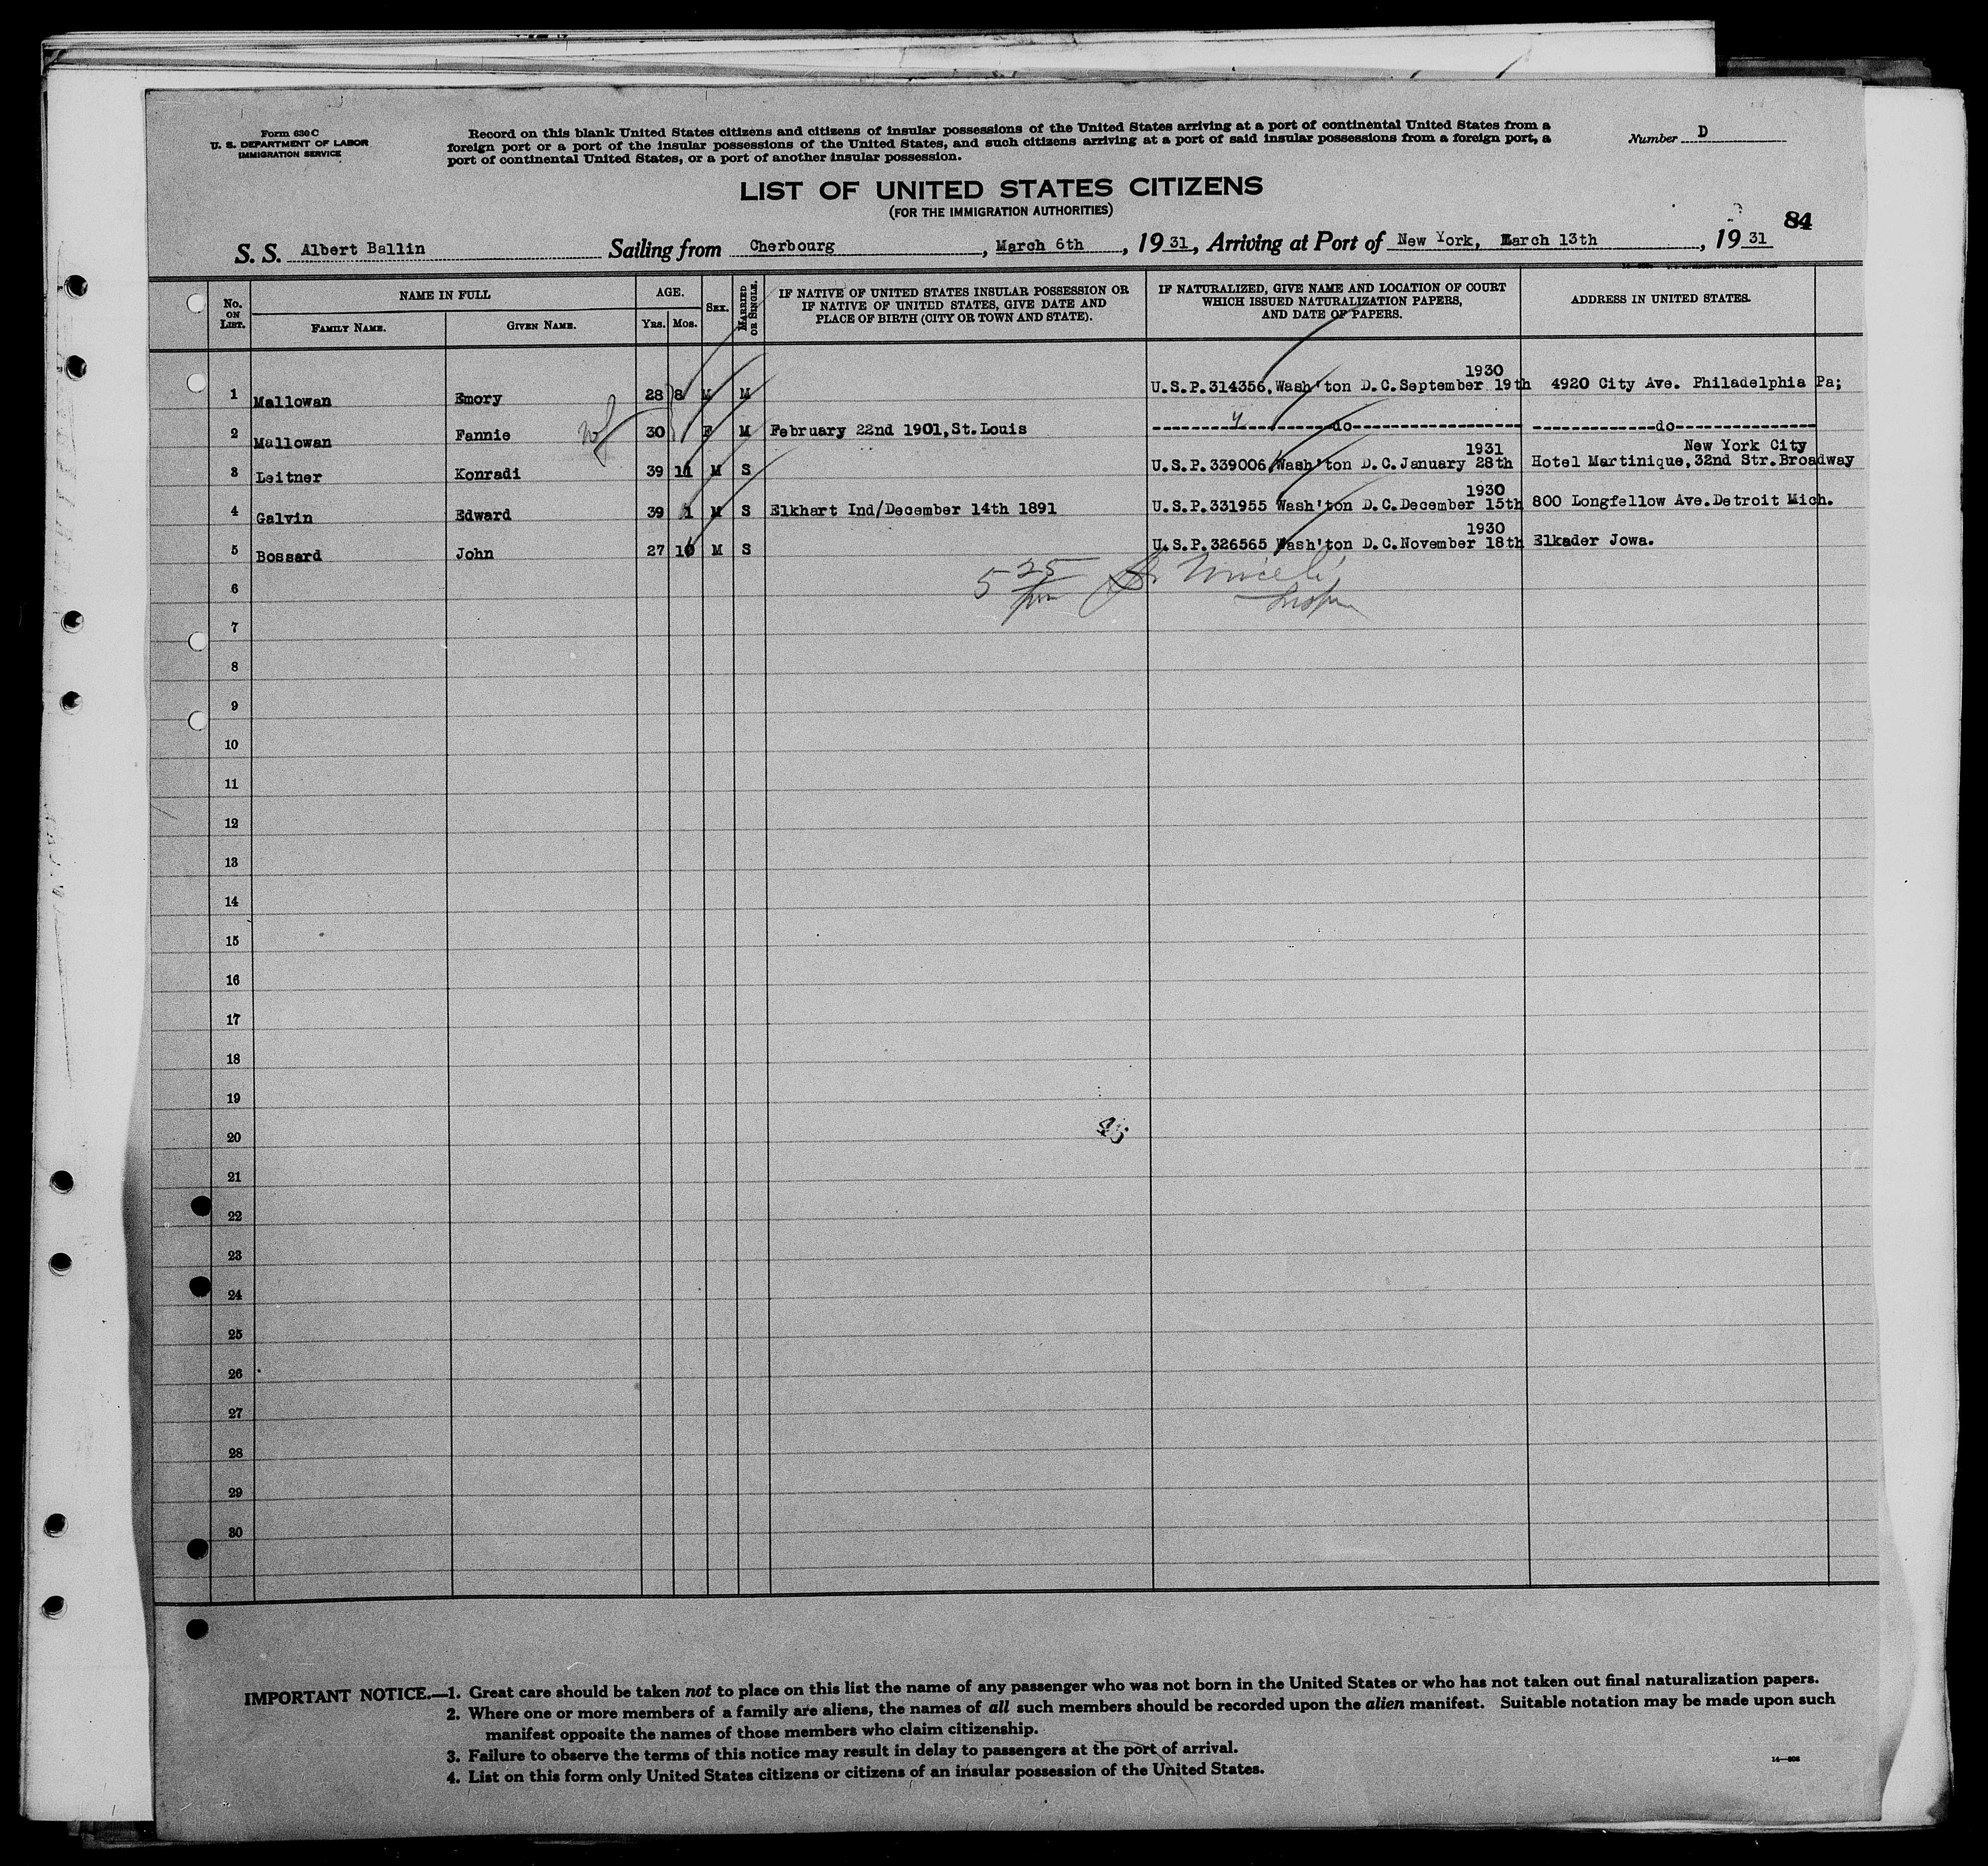 Form 630 C
U. S. DEPARTMENT OF LABOR
IMMIGRATION SERVICE
Record on this blank United States citizens and citizens of insular possessions of the United States arriving at a port of continental United States from a
foreign port or a port of the insular possessions of the United States, and such citizens arriving at a port of said insular possessions from a foreign port, a
port of continental United States, or a port of another insular possession.
Number D
LIST OF UNITED STATES CITIZENS
(FOR THE IMMIGRATION AUTHORITIES)
84
S. S. Albert Ballin Sailing from Cherbourg, March 6th, 1931, Arriving at Port of New York, March 13th, 1931
No. ON LIST. NAME IN FULL AGE. SEX. MARRIED OR SINGLE. IF NATIVE OF UNITED STATES INSULAR POSSESSION OR IF NATIVE OF UNITED STATES, GIVE DATE AND PLACE OF BIRTH (CITY OR TOWN AND STATE). IF NATURALIZED, GIVE NAME AND LOCATION OF COURT WHICH ISSUED NATURALIZATION PAPERS, AND DATE OF PAPERS. ADDRESS IN UNITED STATES.
FAMILY NAME. GIVEN NAME. YRS. MOS.
1930
1 Mallowan Emory 28 8 M M U.S.P.314356,Wash'ton D.C.September 19th 4920 City Ave. Philadelphia Pa;
2 Mallowan Fannie wf 30 F M February 22nd 1901,St.Louis ----do---- ----do----
1931 New York City
3 Leitner Konradi 39 11 M S U.S.P.339006,Wash'ton D.C.January 28th Hotel Martinique,32nd Str.Broadway
1930
4 Galvin Edward 39 1 M S Elkhart Ind/December 14th 1891 U.S.P.331955 Wash'ton D.C.December 15th 800 Longfellow Ave.Detroit Mich.
1930
5 Bossard John 27 10 M S U.S.P.326565 Wash'ton D.C.November 18th Elkader Jowa.
5 25 pm
6
7
8
9
10
11
12
13
14
15
16
17
18
19
20
21
22
23
24
25
26
27
28
29
30
IMPORTANT NOTICE.—1. Great care should be taken not to place on this list the name of any passenger who was not born in the United States or who has not taken out final naturalization papers.
2. Where one or more members of a family are aliens, the names of all such members should be recorded upon the alien manifest. Suitable notation may be made upon such
manifest opposite the names of those members who claim citizenship.
3. Failure to observe the terms of this notice may result in delay to passengers at the port of arrival.
4. List on this form only United States citizens or citizens of an insular possession of the United States.